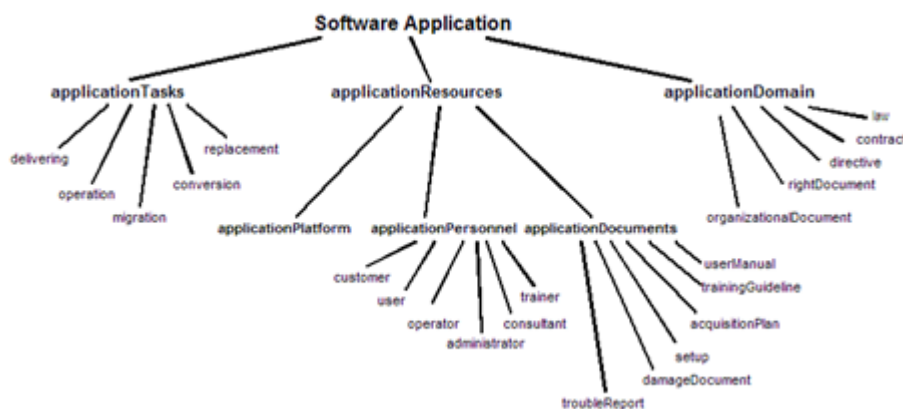 Software Application
applicationTasks
applicationResources
applicationDomain
delivering
operation
migration
conversion
replacement
law
contract
directive
rightDocument
organizationalDocument
applicationPlatform
applicationPersonnel
applicationDocuments
customer
user
operator
administrator
consultant
trainer
userManual
trainingGuideline
acquisitionPlan
setup
damageDocument
troubleReport